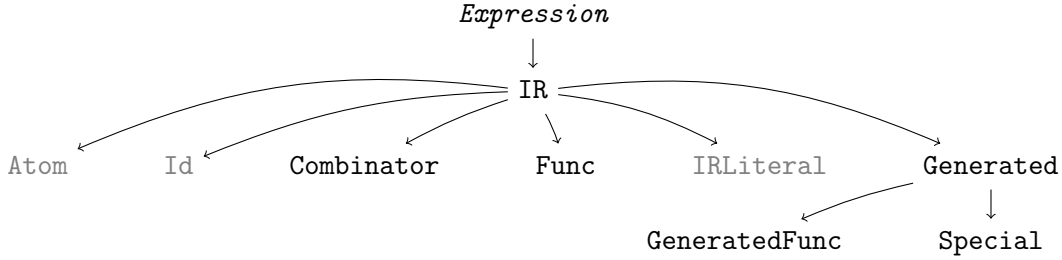 Expression
IR
Atom Id Combinator Func IRLiteral Generated
GeneratedFunc Special